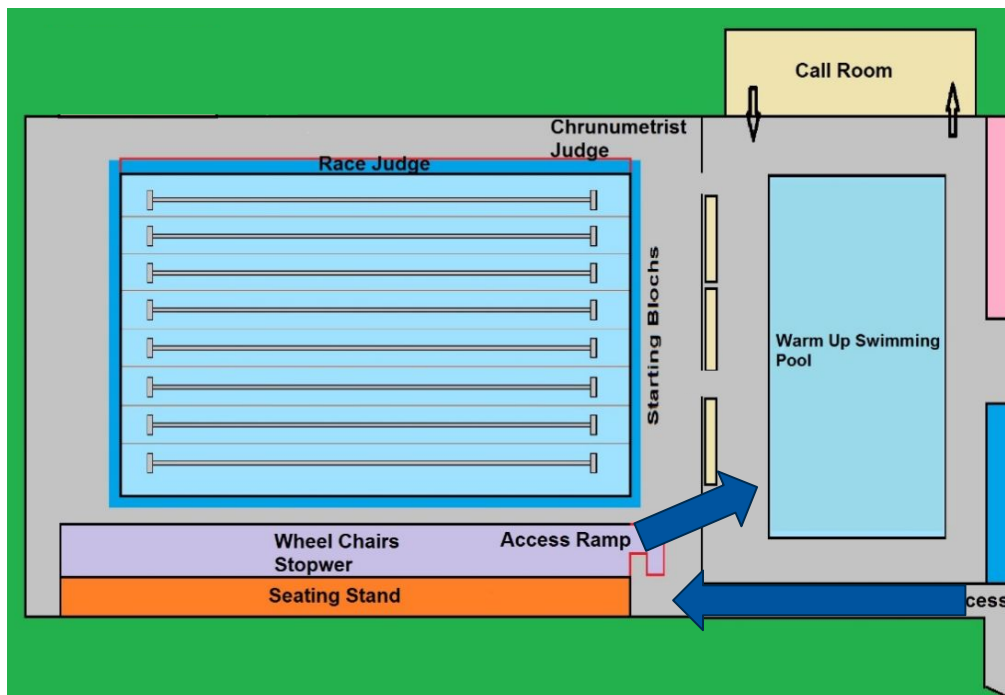 Call Room
Chrunumetrist
Judge
Race Judge
Starting Blochs
Warm Up Swimming
Pool
Wheel Chairs
Stopwer
Access Ramp
Seating Stand
cess